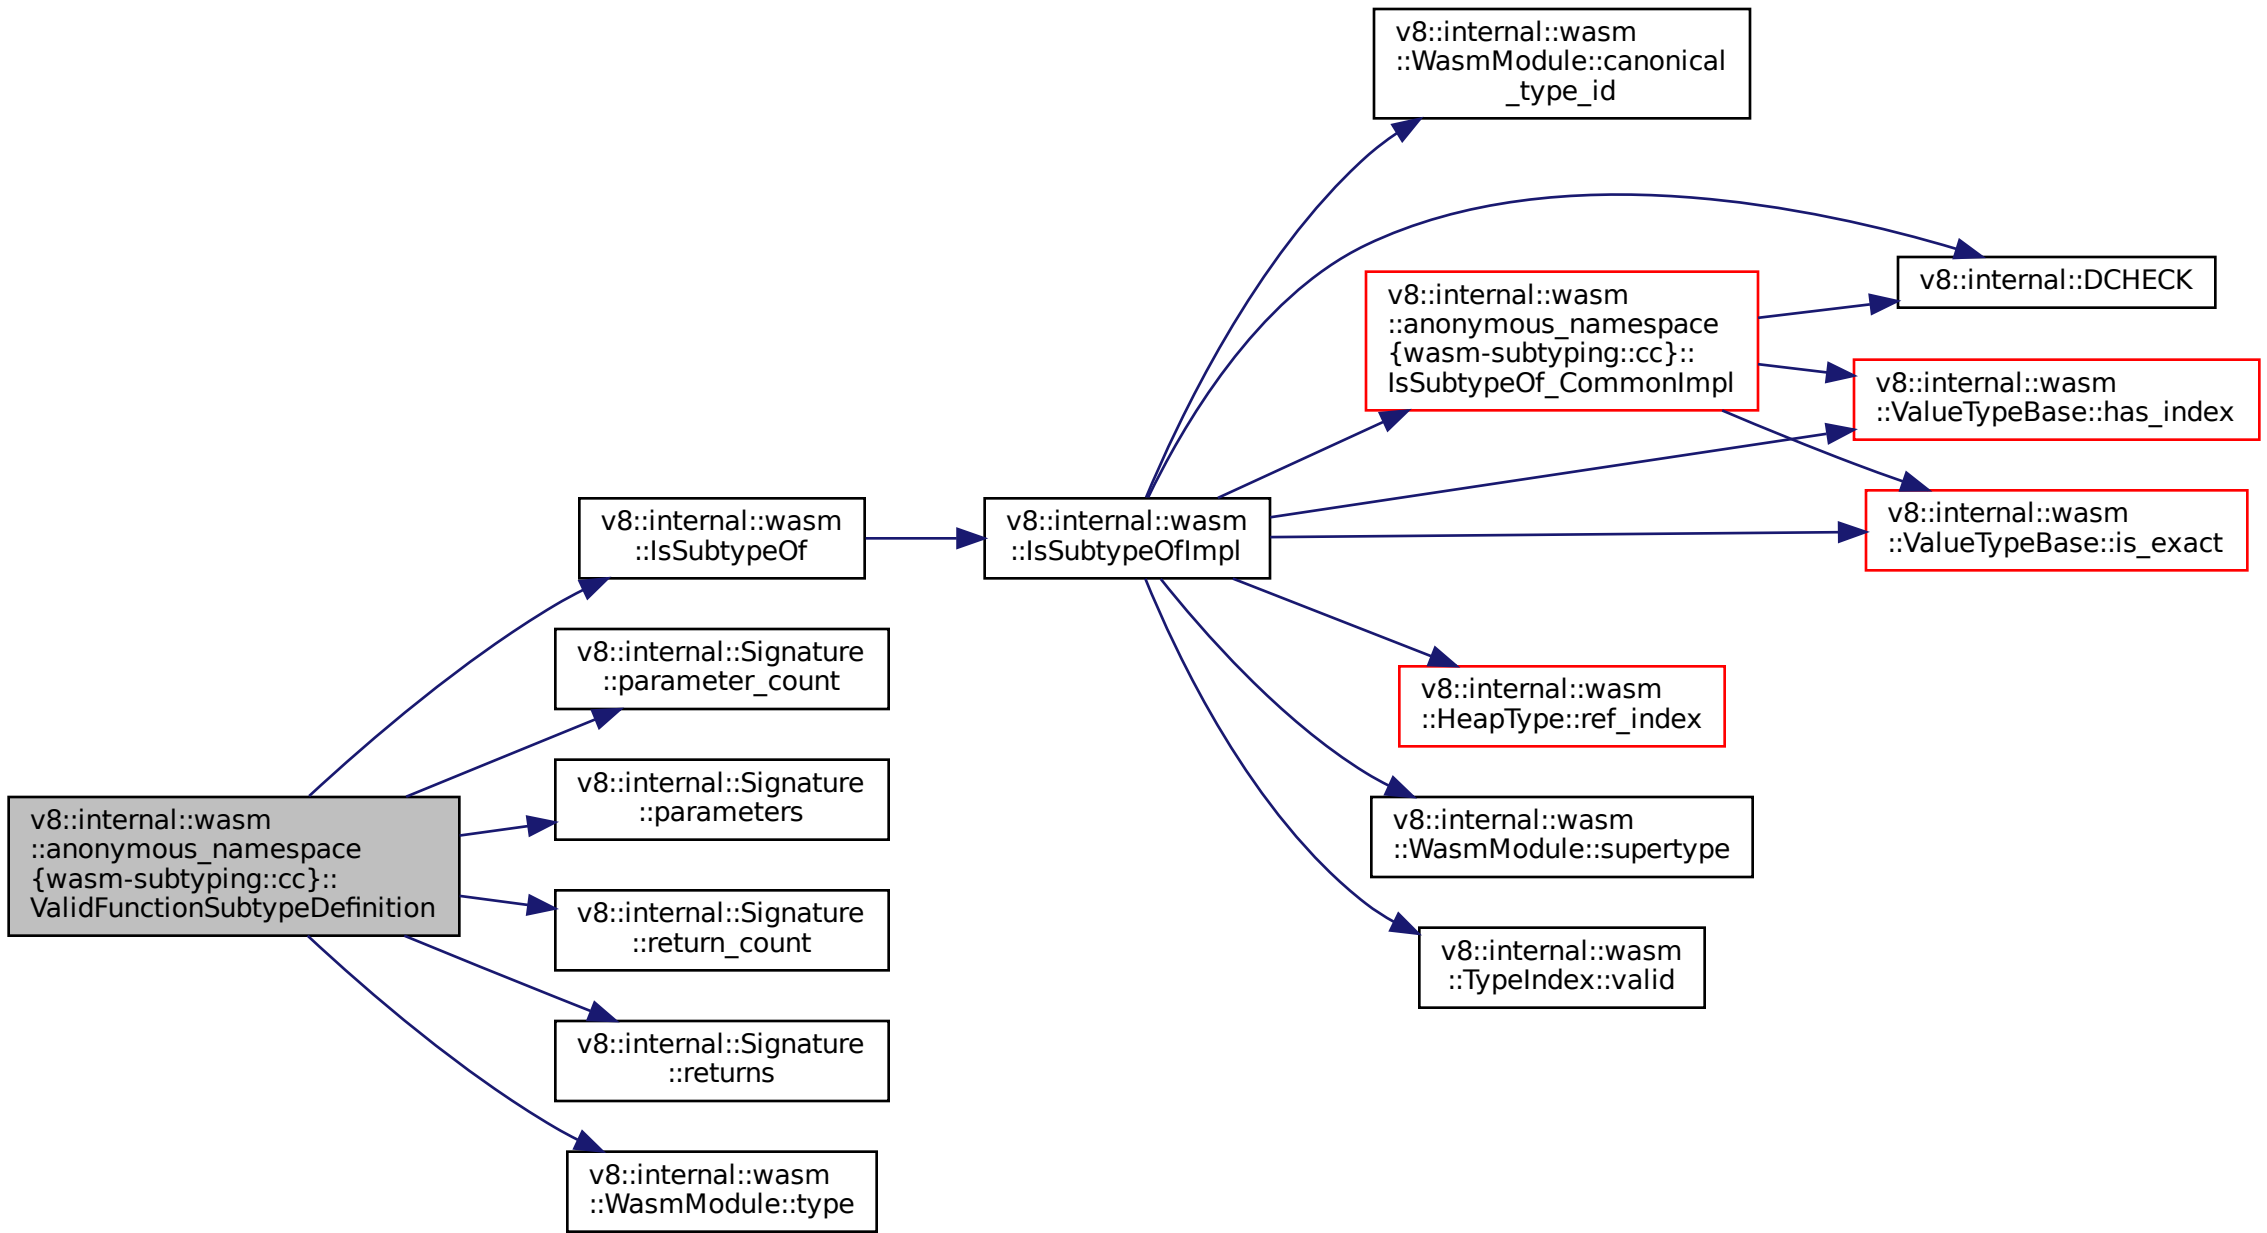 v8::internal::wasm
::anonymous_namespace
{wasm-subtyping::cc}::
ValidFunctionSubtypeDefinition
v8::internal::wasm
::IsSubtypeOf
v8::internal::Signature
::parameter_count
v8::internal::Signature
::parameters
v8::internal::Signature
::return_count
v8::internal::Signature
::returns
v8::internal::wasm
::WasmModule::type
v8::internal::wasm
::IsSubtypeOfImpl
v8::internal::wasm
::WasmModule::canonical
_type_id
v8::internal::wasm
::anonymous_namespace
{wasm-subtyping::cc}::
IsSubtypeOf_CommonImpl
v8::internal::wasm
::HeapType::ref_index
v8::internal::wasm
::WasmModule::supertype
v8::internal::wasm
::TypeIndex::valid
v8::internal::DCHECK
v8::internal::wasm
::ValueTypeBase::has_index
v8::internal::wasm
::ValueTypeBase::is_exact